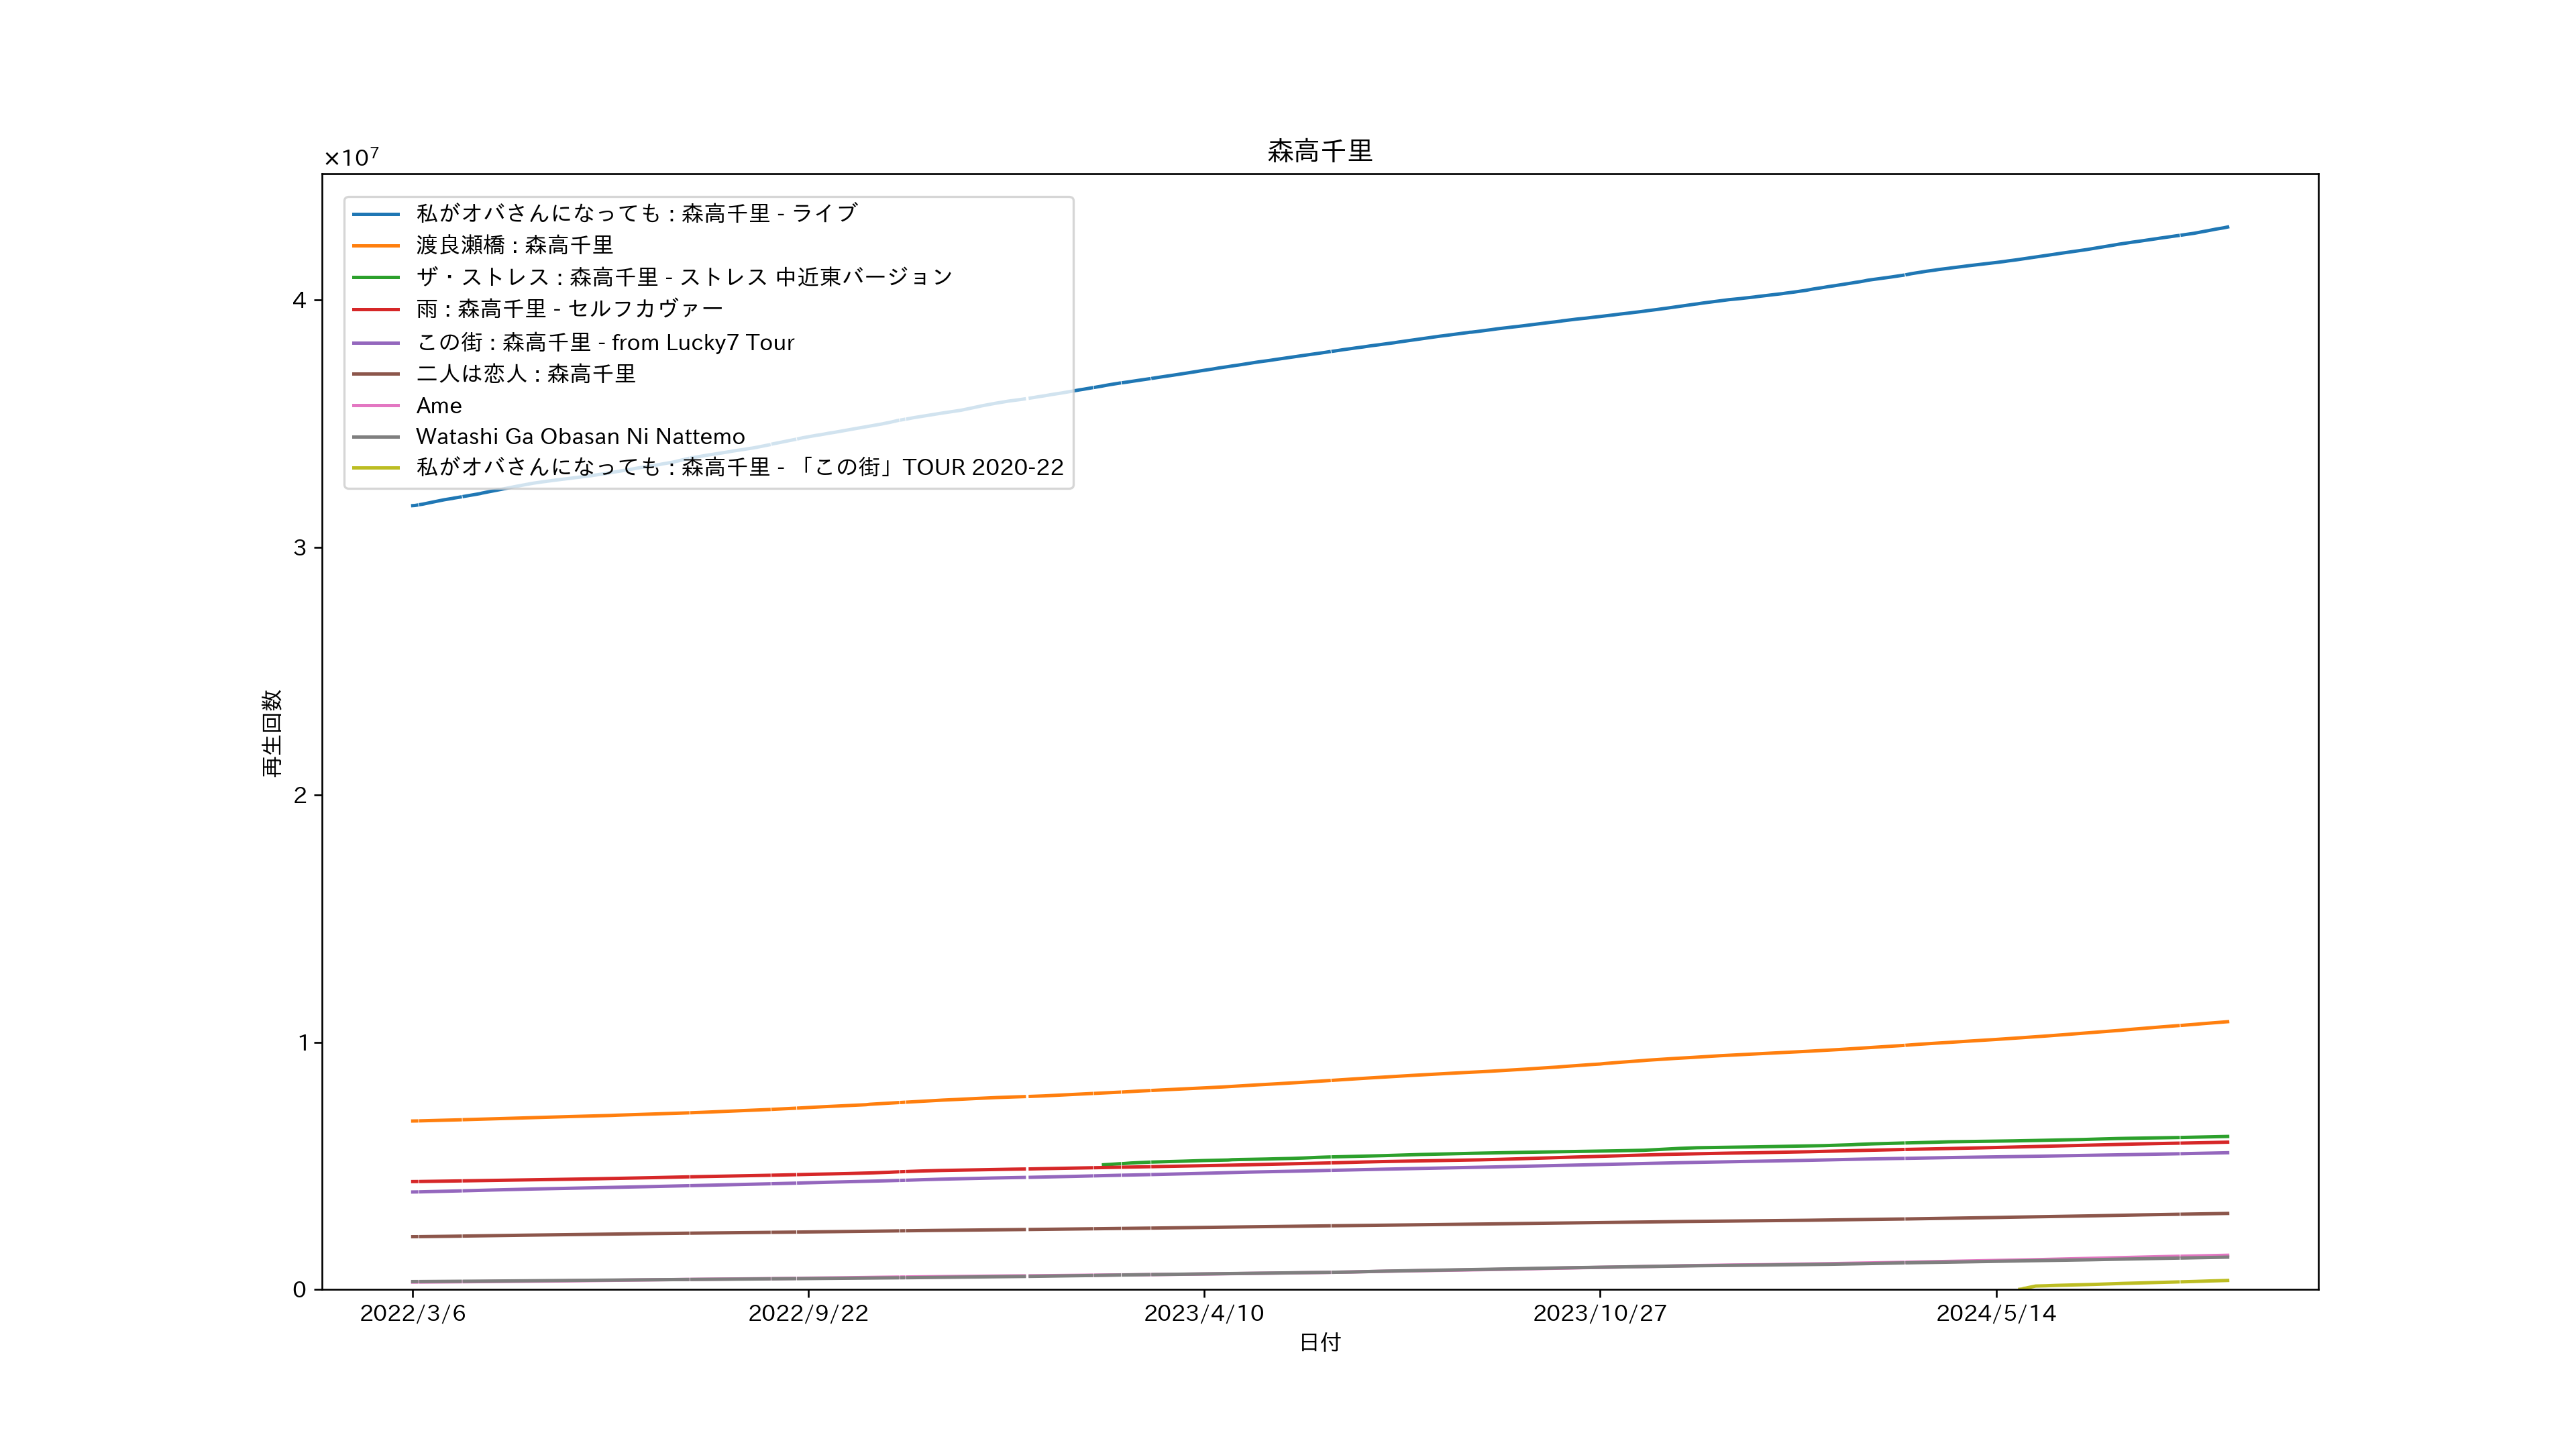 森高千里
×10⁷
私がオバさんになっても : 森高千里 - ライブ
渡良瀬橋 : 森高千里
ザ・ストレス : 森高千里 - ストレス 中近東バージョン
雨 : 森高千里 - セルフカヴァー
この街 : 森高千里 - from Lucky7 Tour
二人は恋人 : 森高千里
Ame
Watashi Ga Obasan Ni Nattemo
私がオバさんになっても : 森高千里 - 「この街」TOUR 2020-22
4
3
2
1
0
再生回数
2022/3/6
2022/9/22
2023/4/10
2023/10/27
2024/5/14
日付